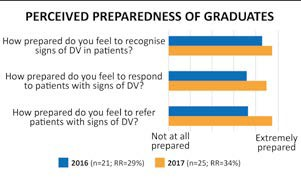 PERCEIVED PREPAREDNESS OF GRADUATES
How prepared do you feel to recognise
signs of DV in patients?
How prepared do you feel to respond
to patients with signs of DV?
How prepared do you feel to refer
patients with signs of DV?
Not at all
prepared
Extremely
prepared
2016 (n=21; RR=29%)
2017 (n=25; RR=34%)